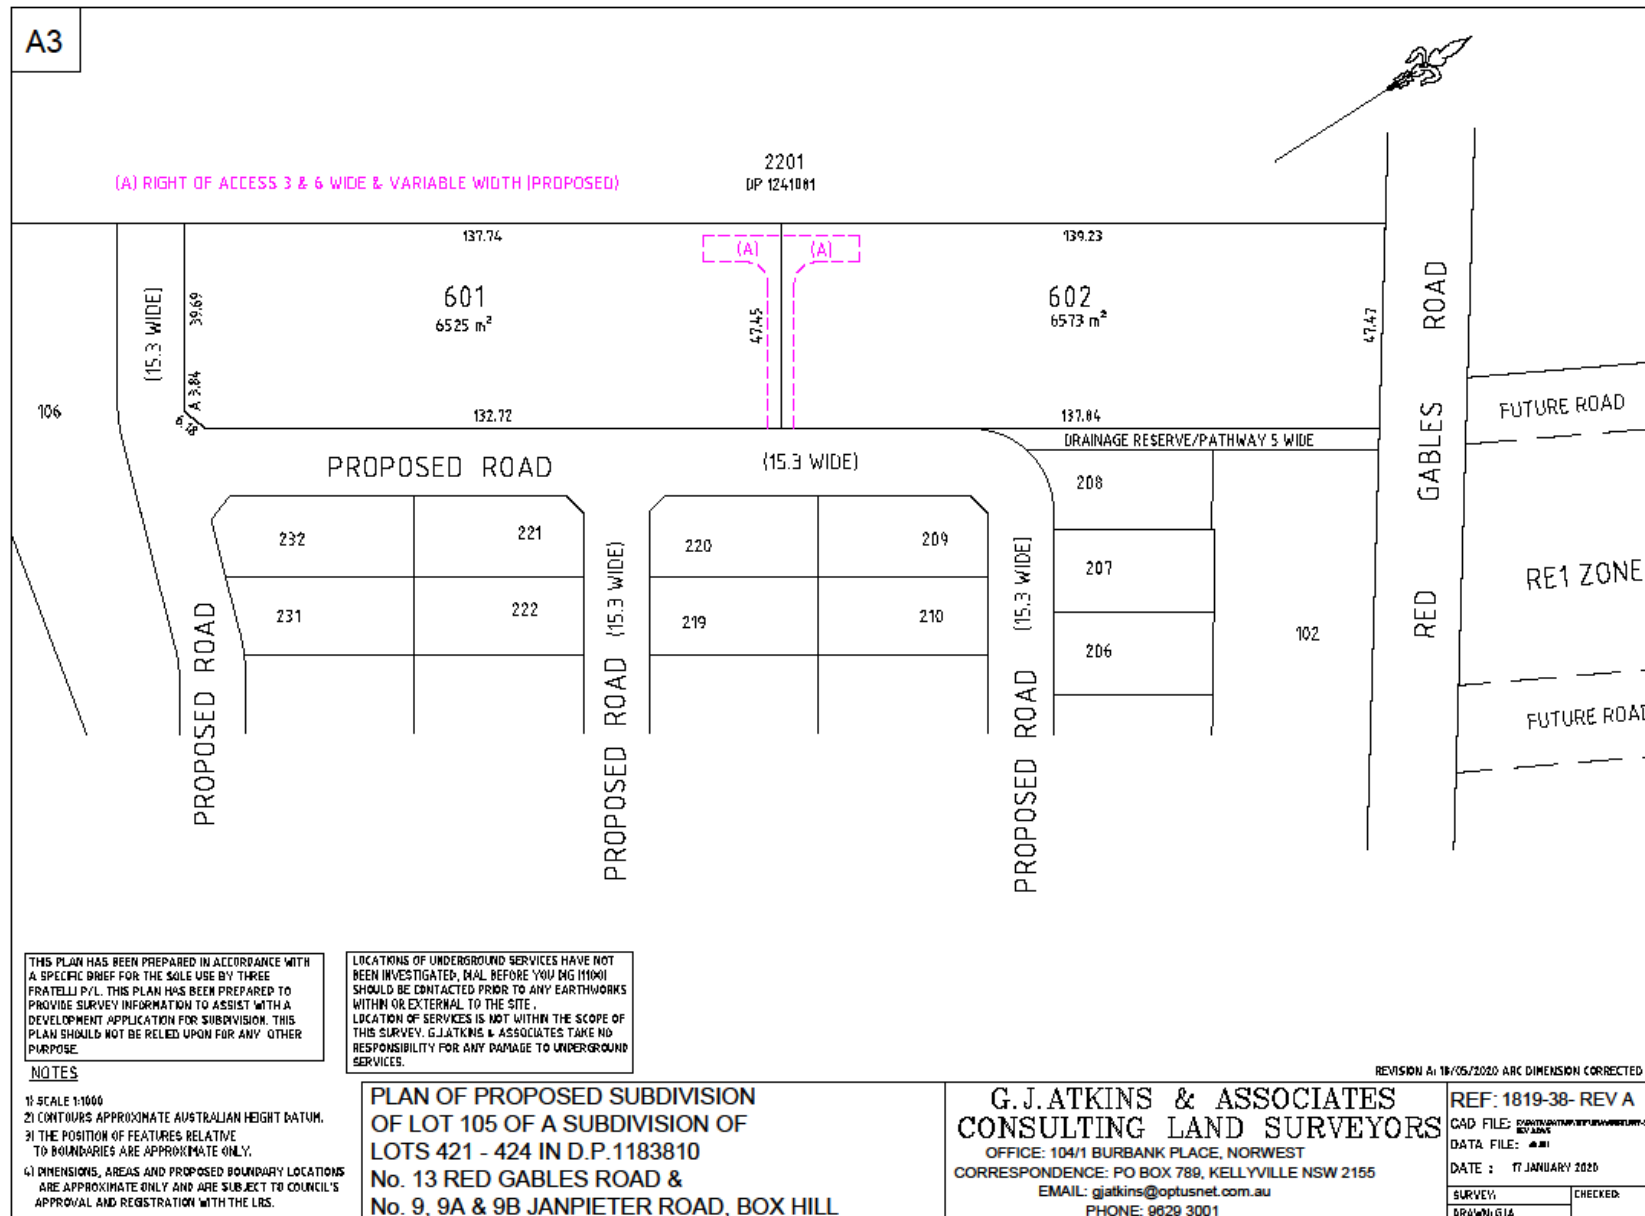 A3
2201
DP 1241081
(A) RIGHT OF ACCESS 3 & 6 WIDE & VARIABLE WIDTH (PROPOSED)
137.74
139.23
(A)
(A)
601
6525 m²
602
6573 m²
(15.3 WIDE)
39.69
A 3.84
6.18
47.45
47.47
RED GABLES ROAD
106
132.72
137.84
DRAINAGE RESERVE/PATHWAY 5 WIDE
FUTURE ROAD
PROPOSED ROAD
(15.3 WIDE)
208
232
221
220
209
207
RE1 ZONE
231
222
219
210
206
102
PROPOSED ROAD
PROPOSED ROAD (15.3 WIDE)
PROPOSED ROAD (15.3 WIDE)
FUTURE ROAD
THIS PLAN HAS BEEN PREPARED IN ACCORDANCE WITH
A SPECIFIC BRIEF FOR THE SOLE USE BY THREE
FRATELLI P/L. THIS PLAN HAS BEEN PREPARED TO
PROVIDE SURVEY INFORMATION TO ASSIST WITH A
DEVELOPMENT APPLICATION FOR SUBDIVISION. THIS
PLAN SHOULD NOT BE RELIED UPON FOR ANY OTHER
PURPOSE
LOCATIONS OF UNDERGROUND SERVICES HAVE NOT
BEEN INVESTIGATED, DIAL BEFORE YOU DIG (1100)
SHOULD BE CONTACTED PRIOR TO ANY EARTHWORKS
WITHIN OR EXTERNAL TO THE SITE.
LOCATION OF SERVICES IS NOT WITHIN THE SCOPE OF
THIS SURVEY. G.J.ATKINS & ASSOCIATES TAKE NO
RESPONSIBILITY FOR ANY DAMAGE TO UNDERGROUND
SERVICES.
NOTES
1) SCALE 1:1000
2) CONTOURS APPROXIMATE AUSTRALIAN HEIGHT DATUM.
3) THE POSITION OF FEATURES RELATIVE
TO BOUNDARIES ARE APPROXIMATE ONLY.
4) DIMENSIONS, AREAS AND PROPOSED BOUNDARY LOCATIONS
ARE APPROXIMATE ONLY AND ARE SUBJECT TO COUNCIL'S
APPROVAL AND REGISTRATION WITH THE LRS.
PLAN OF PROPOSED SUBDIVISION
OF LOT 105 OF A SUBDIVISION OF
LOTS 421 - 424 IN D.P.1183810
No. 13 RED GABLES ROAD &
No. 9, 9A & 9B JANPIETER ROAD, BOX HILL
G.J.ATKINS & ASSOCIATES
CONSULTING LAND SURVEYORS
OFFICE: 104/1 BURBANK PLACE, NORWEST
CORRESPONDENCE: PO BOX 789, KELLYVILLE NSW 2155
EMAIL: gjatkins@optusnet.com.au
PHONE: 9629 3001
REVISION A: 18/05/2020 ARC DIMENSION CORRECTED
REF: 1819-38- REV A
CAD FILE:
DATA FILE:
DATE : 17 JANUARY 2020
SURVEY:
CHECKED:
DRAWN:GJA